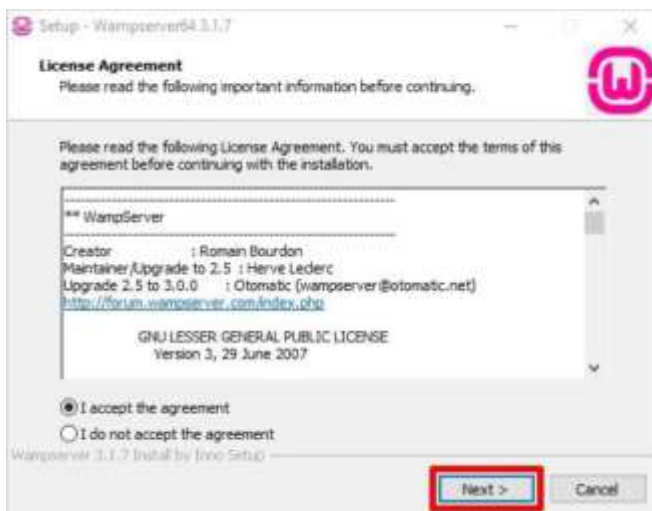 Setup - Wampserver64 3.1.7
License Agreement
Please read the following important information before continuing.
Please read the following License Agreement. You must accept the terms of this
agreement before continuing with the installation.
** WampServer
Creator : Romain Bourdon
Maintainer/Upgrade to 2.5 : Herve Leclerc
Upgrade 2.5 to 3.0.0 : Otomatic (wampserver@otomatic.net)
http://forum.wampserver.com/index.php
GNU LESSER GENERAL PUBLIC LICENSE
Version 3, 29 June 2007
I accept the agreement
I do not accept the agreement
Wampserver 3.1.7 Install by Inno Setup
Next >
Cancel